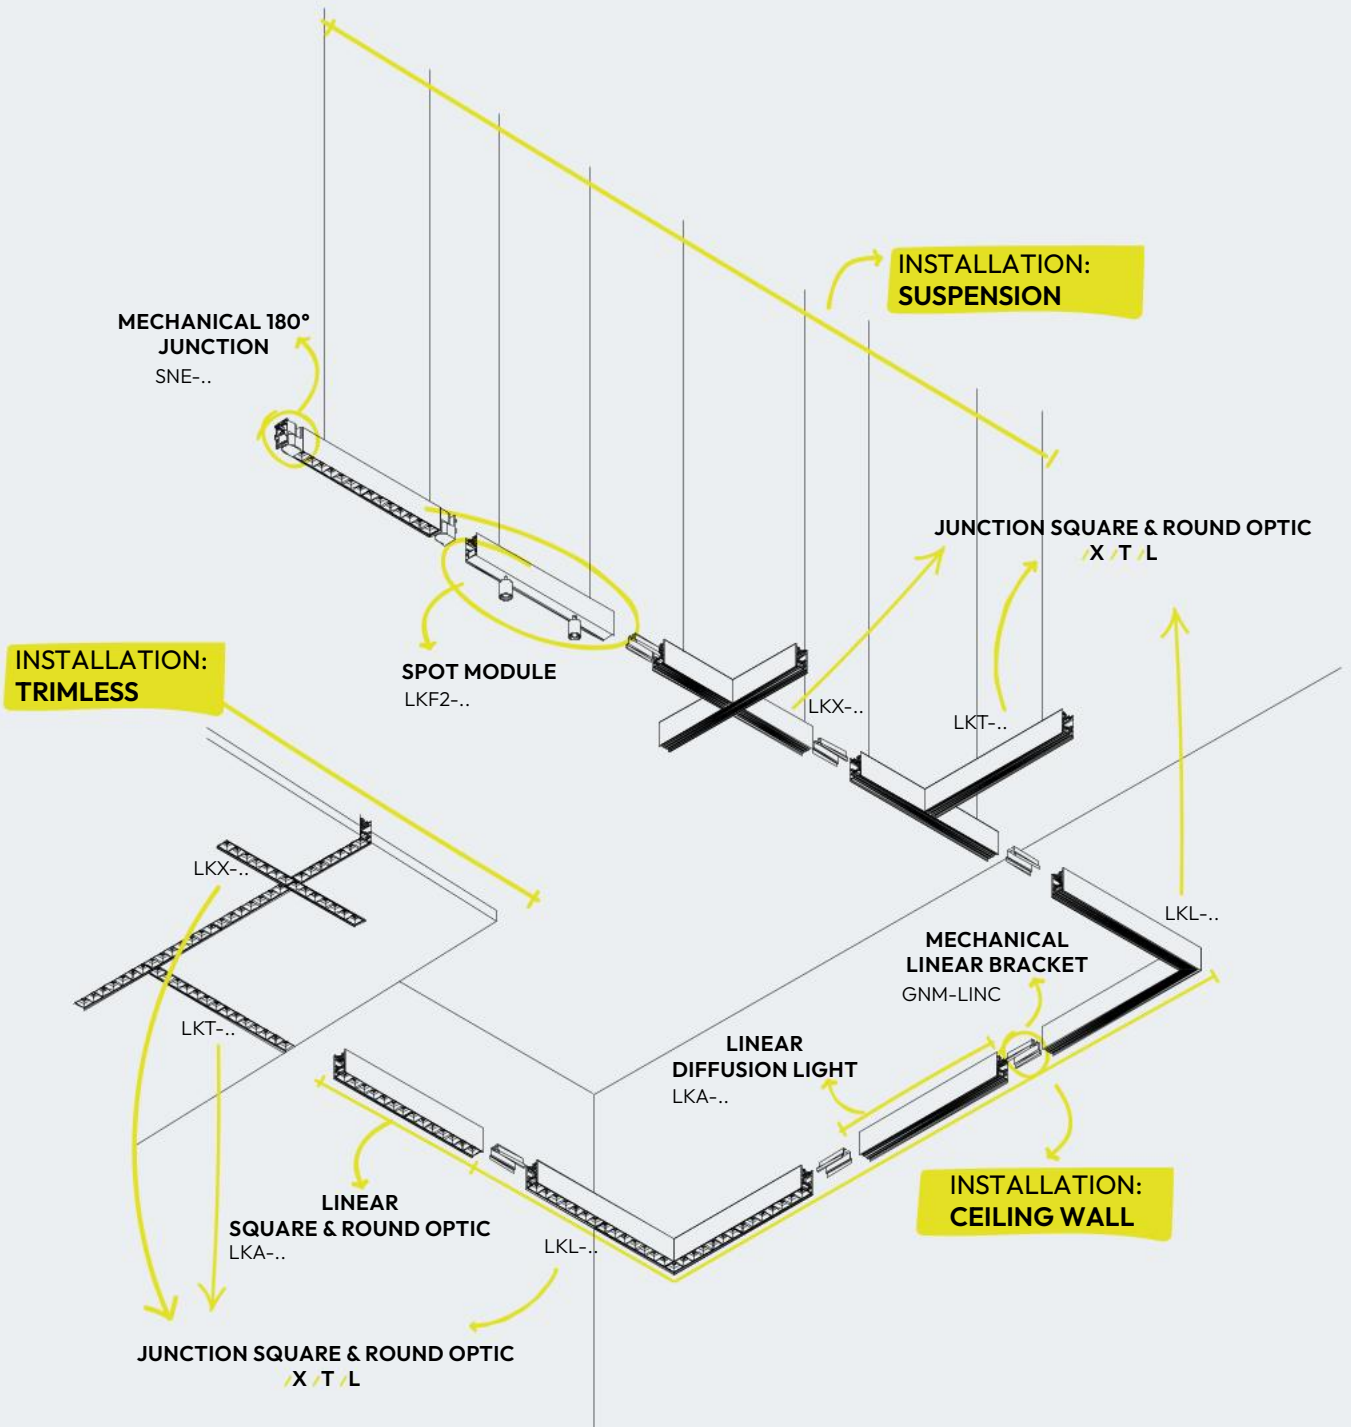 INSTALLATION:
SUSPENSION
MECHANICAL 180°
JUNCTION
SNE-..
JUNCTION SQUARE & ROUND OPTIC
/X /T /L
INSTALLATION:
TRIMLESS
SPOT MODULE
LKF2-..
LKX-..
LKT-..
LKX-..
LKL-..
MECHANICAL
LINEAR BRACKET
GNM-LINC
LKT-..
LINEAR
DIFFUSION LIGHT
LKA-..
INSTALLATION:
CEILING WALL
LINEAR
SQUARE & ROUND OPTIC
LKA-..
LKL-..
JUNCTION SQUARE & ROUND OPTIC
/X /T /L